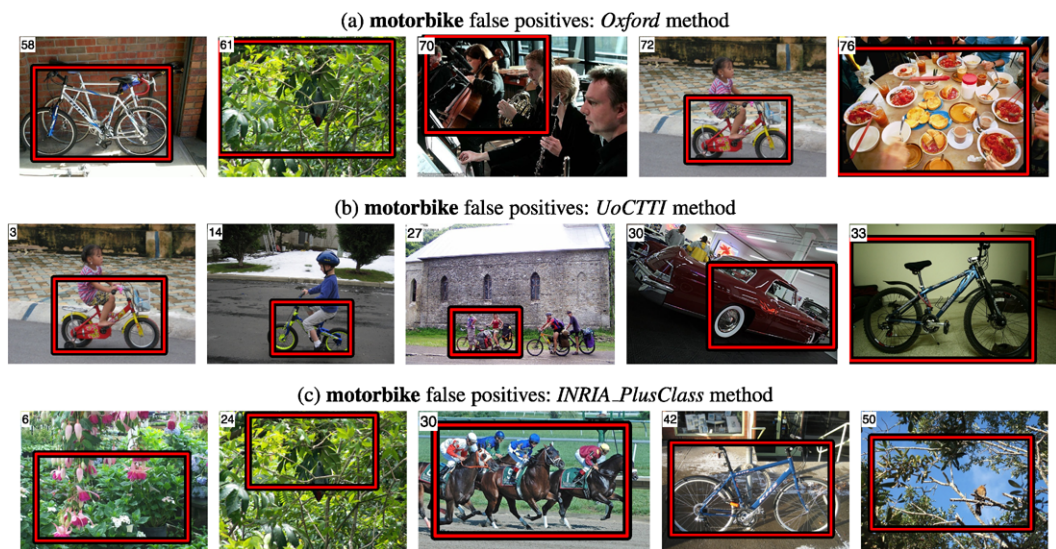 (a) motorbike false positives: Oxford method
58 61 70 72 76
(b) motorbike false positives: UoCTTI method
3 14 27 30 33
(c) motorbike false positives: INRIA_PlusClass method
6 24 30 42 50